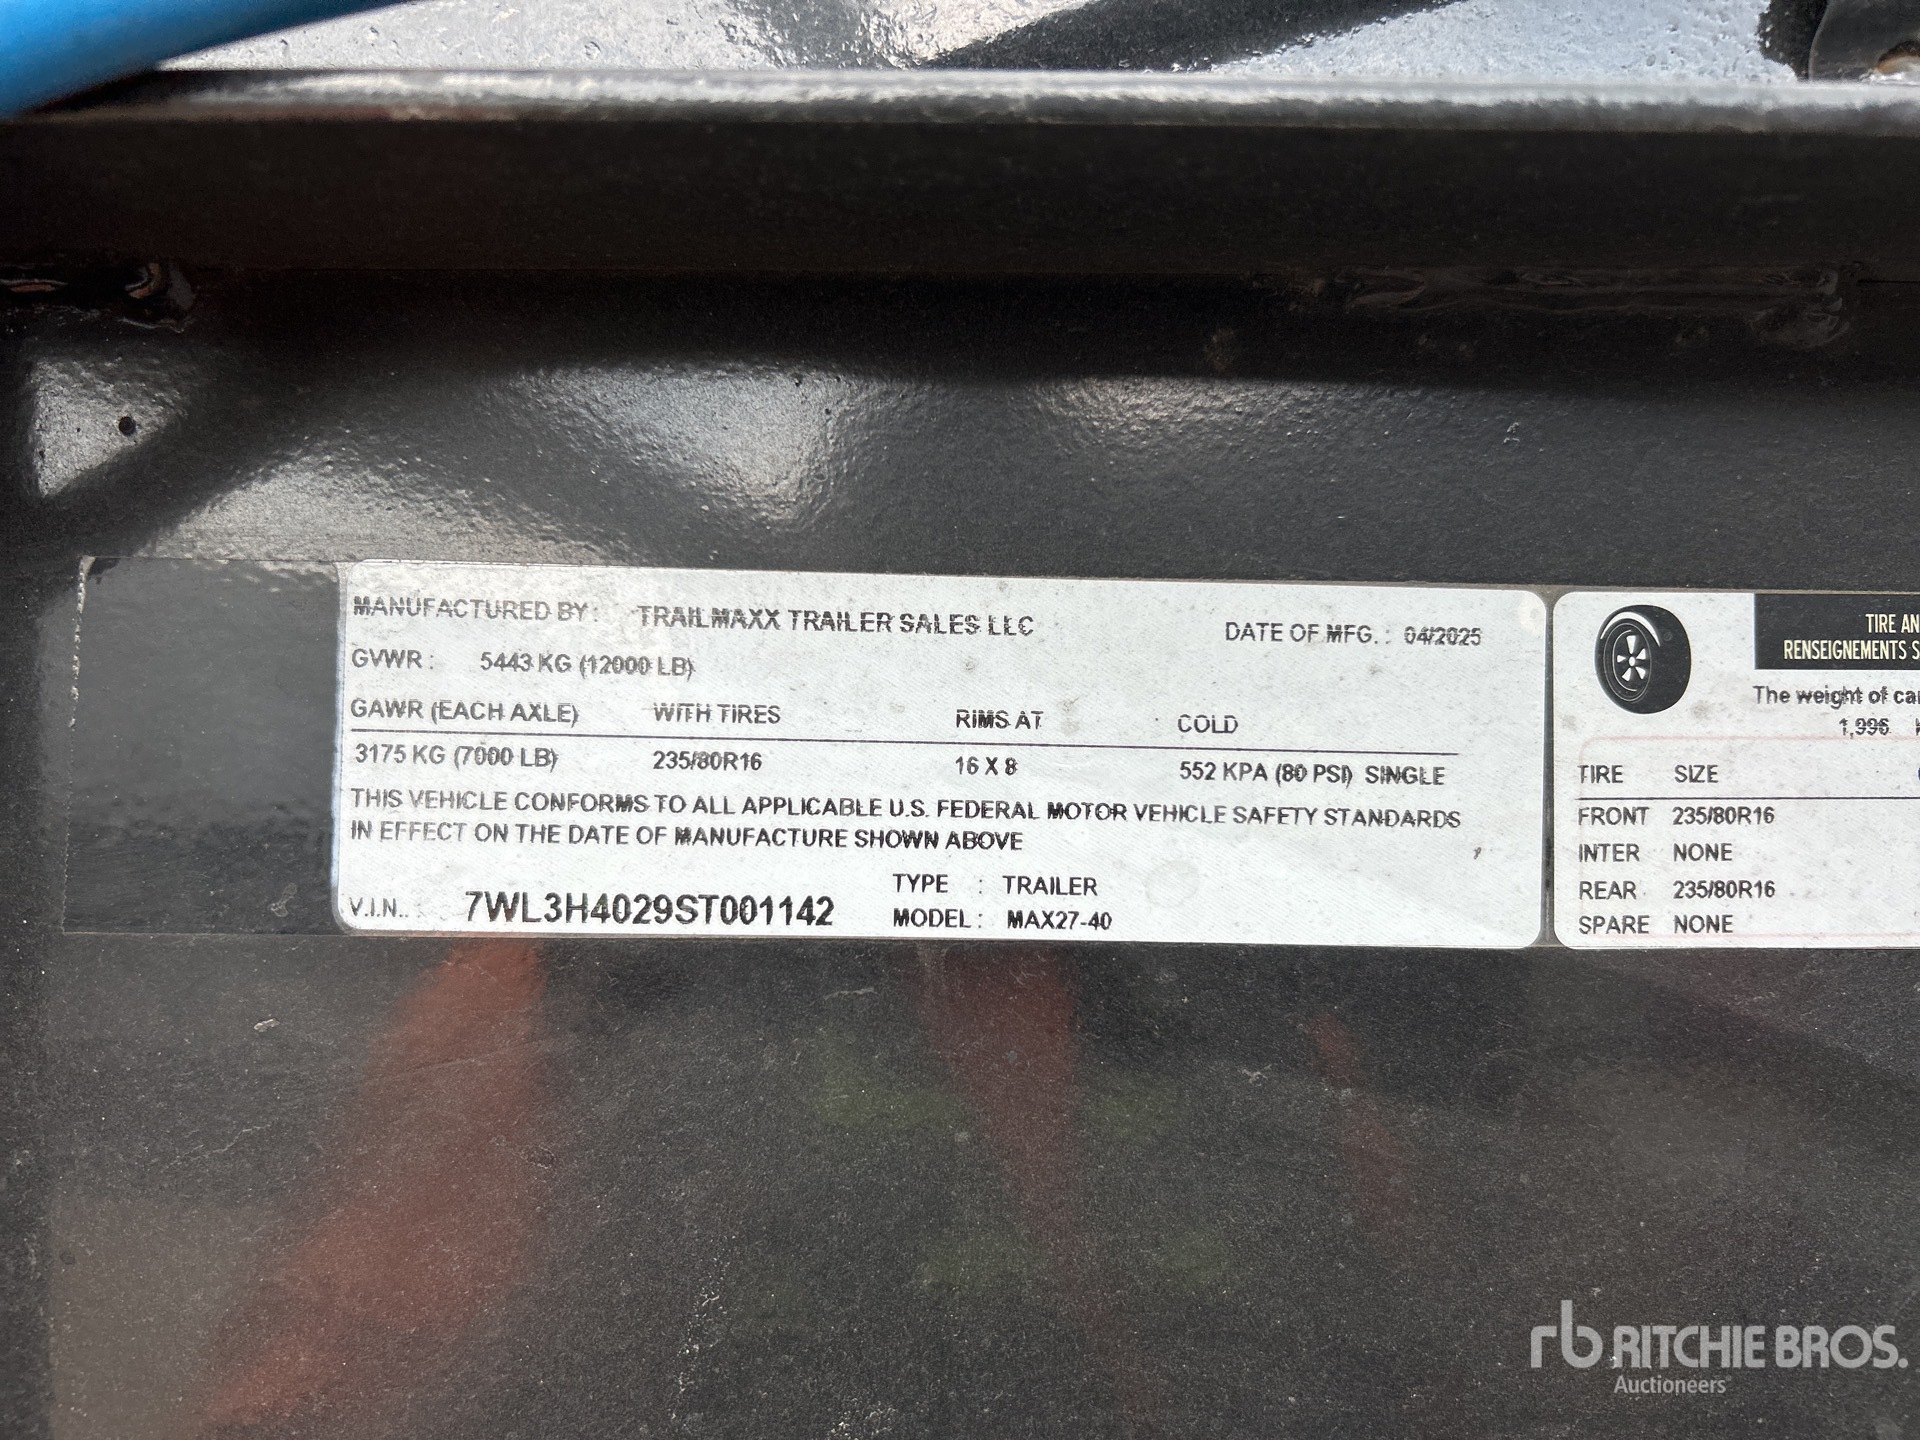 MANUFACTURED BY: TRAILMAXX TRAILER SALES LLC DATE OF MFG. : 04/2025
GVWR : 5443 KG (12000 LB)
GAWR (EACH AXLE) WITH TIRES RIMS AT COLD
3175 KG (7000 LB) 235/80R16 16 X 8 552 KPA (80 PSI) SINGLE
THIS VEHICLE CONFORMS TO ALL APPLICABLE U.S. FEDERAL MOTOR VEHICLE SAFETY STANDARDS
IN EFFECT ON THE DATE OF MANUFACTURE SHOWN ABOVE
TYPE : TRAILER
V.I.N.: 7WL3H4029ST001142 MODEL : MAX27-40
TIRE AN
RENSEIGNEMENTS S
The weight of car
1,996
TIRE SIZE
FRONT 235/80R16
INTER NONE
REAR 235/80R16
SPARE NONE
rb RITCHIE BROS.
Auctioneers